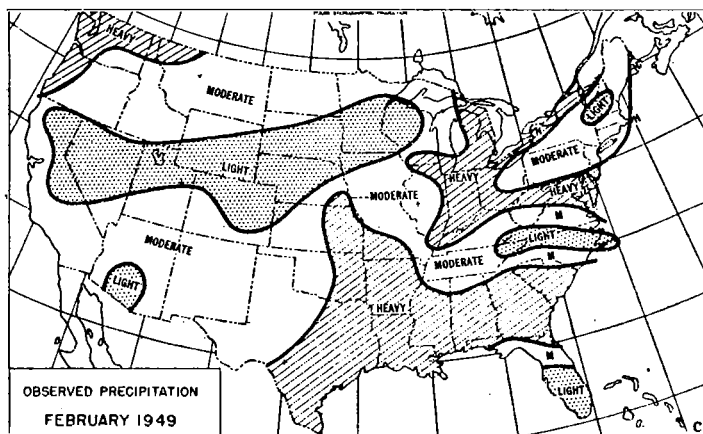 HEAVY
MODERATE
LIGHT
MODERATE
LIGHT
MODERATE
HEAVY
H
LIGHT
MODERATE
H
HEAVY
M
LIGHT
M
MODERATE
HEAVY
M
LIGHT
OBSERVED PRECIPITATION
FEBRUARY 1949
C